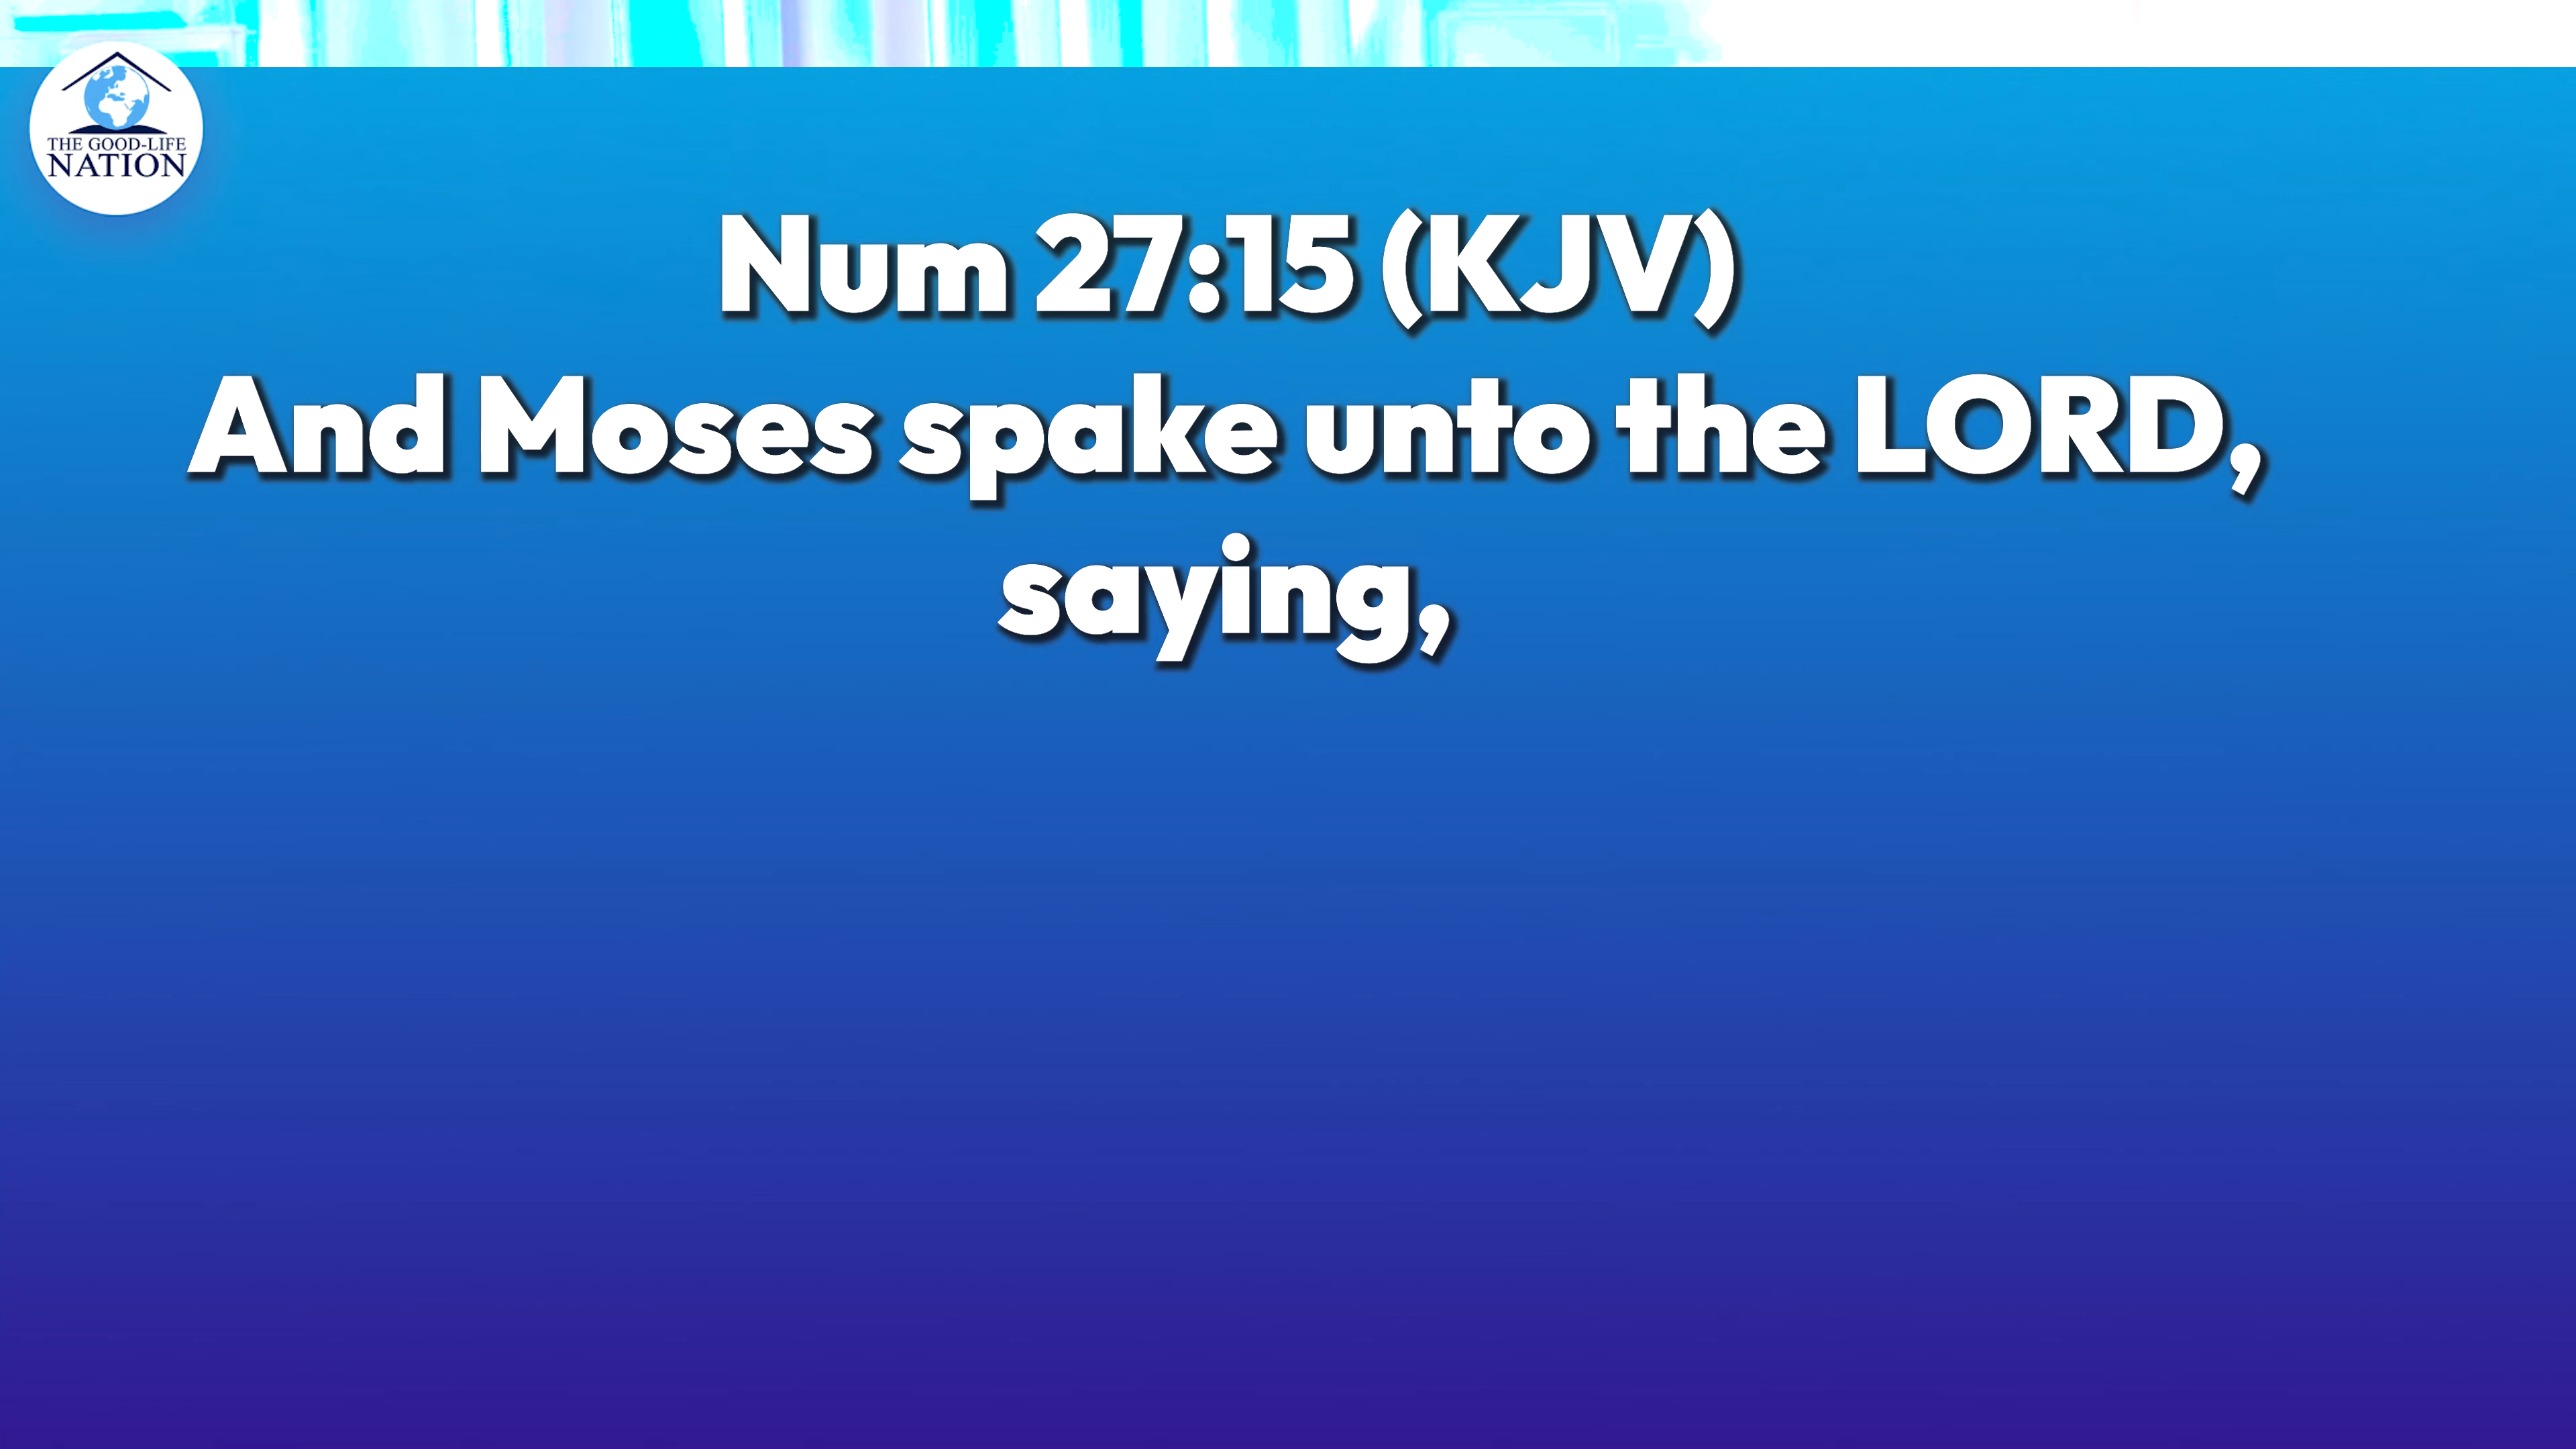 THE GOOD-LIFE
NATION
Num 27:15 (KJV)
And Moses spake unto the LORD,
saying,